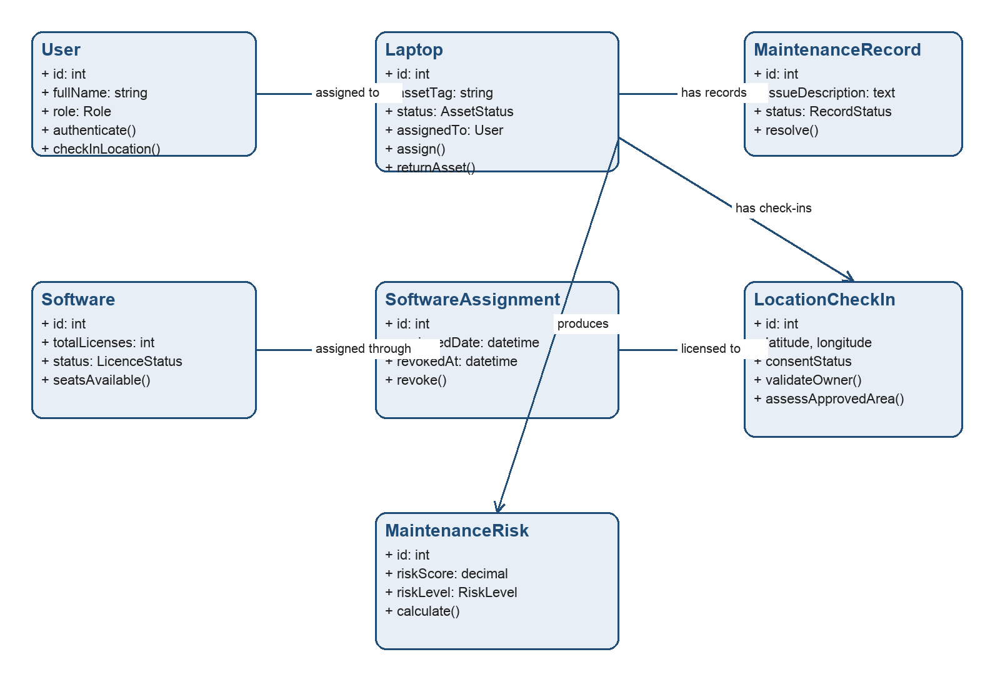 User
+ id: int
+ fullName: string
+ role: Role
+ authenticate()
+ checkInLocation()
assigned to
Laptop
+ id: int
assetTag: string
+ status: AssetStatus
+ assignedTo: User
+ assign()
+ returnAsset()
has records
MaintenanceRecord
+ id: int
issueDescription: text
+ status: RecordStatus
+ resolve()
has check-ins
Software
+ id: int
+ totalLicenses: int
+ status: LicenceStatus
+ seatsAvailable()
assigned through
SoftwareAssignment
+ id: int
edDate: datetime
+ revokedAt: datetime
+ revoke()
produces
licensed to
LocationCheckIn
+ id: int
latitude, longitude
+ consentStatus
+ validateOwner()
+ assessApprovedArea()
MaintenanceRisk
+ id: int
+ riskScore: decimal
+ riskLevel: RiskLevel
+ calculate()